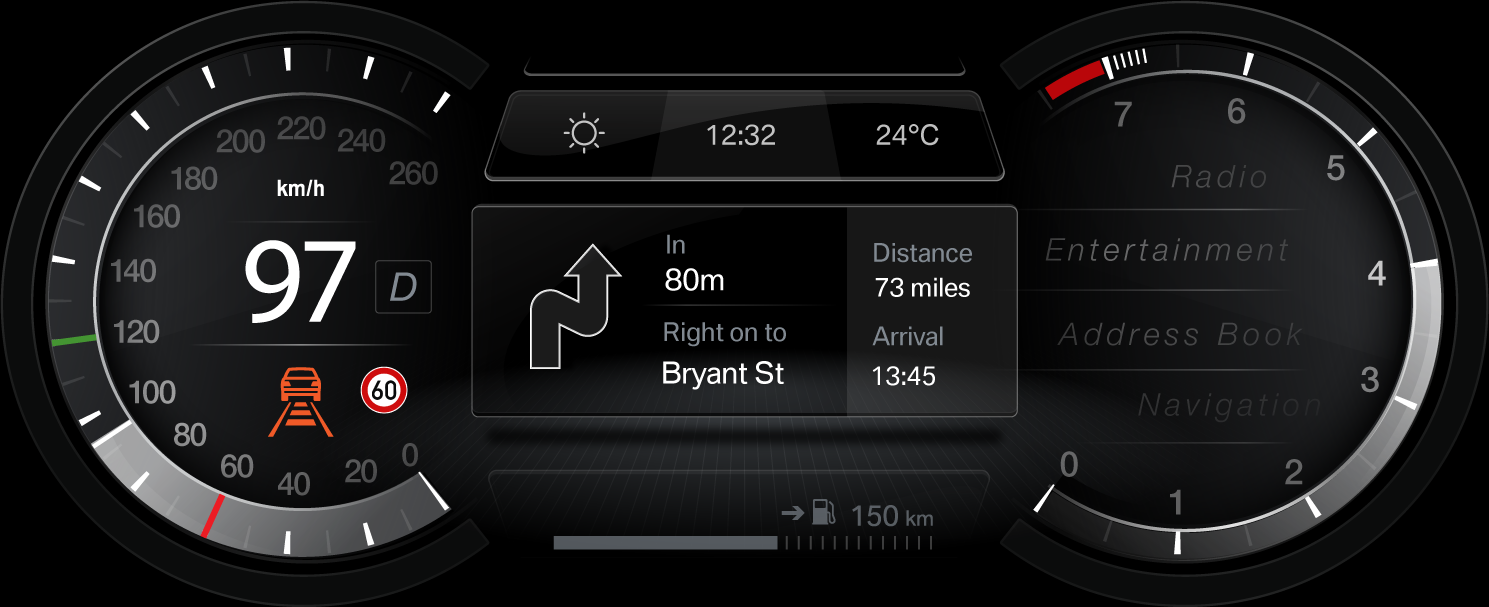 200 220 240
180
260
km/h
160
97
D
140
120
100
60
80
60
0
40
20
12:32
24°C
In
80m
Right on to
Bryant St
Distance
73 miles
Arrival
13:45
150 km
7
6
5
4
3
2
1
0
Radio
Entertainment
Address Book
Navigation